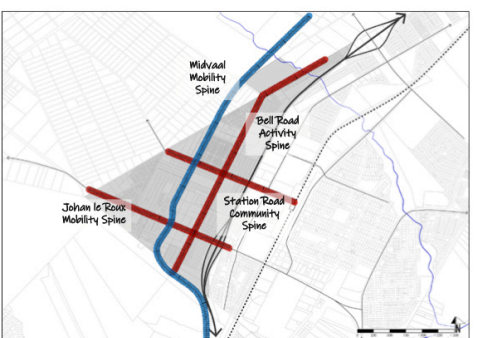 Midvaal
Mobility
Spine
Bell Road
Activity
Spine
Station Road
Community
Spine
Johan le Roux
Mobility Spine
N